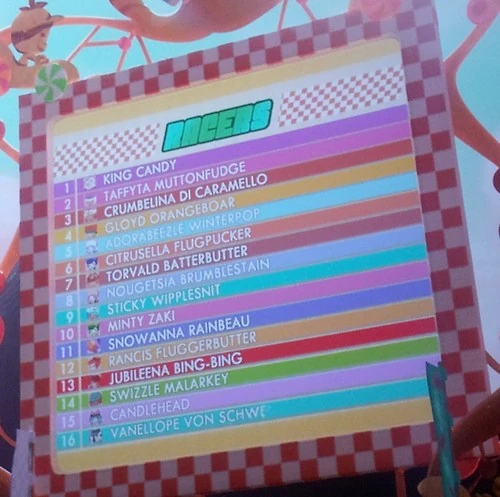 RACERS
1 KING CANDY
2 TAFFYTA MUTTONFUDGE
3 CRUMBELINA DI CARAMELLO
4 GLOYD ORANGEBOAR
5 ADORABEEZLE WINTERPOP
6 CITRUSELLA FLUGPUCKER
7 TORVALD BATTERBUTTER
8 NOUGETSIA BRUMBLESTAIN
9 STICKY WIPPLESNIT
10 MINTY ZAKI
11 SNOWANNA RAINBEAU
12 RANCIS FLUGGERBUTTER
13 JUBILEENA BING-BING
14 SWIZZLE MALARKEY
15 CANDLEHEAD
16 VANELLOPE VON SCHWE